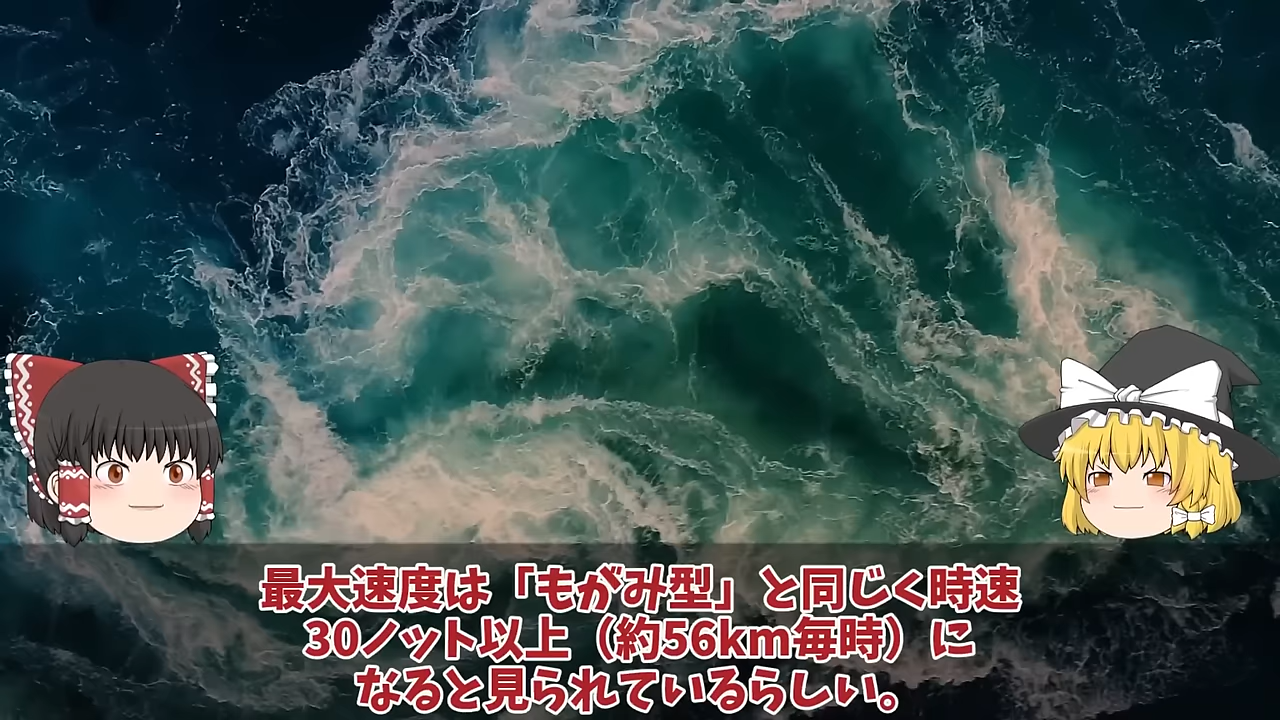 最大速度は「もがみ型」と同じく時速
30ノット以上（約56km毎時）に
なると見られているらしい。